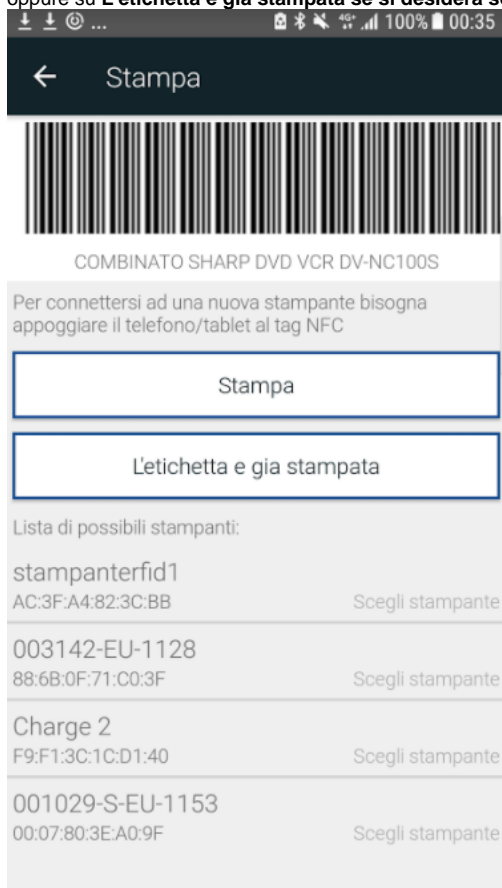 oppure su L'etichetta e gia stampata se si desidera
... 4G+ 100% 00:35
Stampa
COMBINATO SHARP DVD VCR DV-NC100S
Per connettersi ad una nuova stampante bisogna
appoggiare il telefono/tablet al tag NFC
Stampa
L'etichetta e gia stampata
Lista di possibili stampanti:
stampanterfid1
AC:3F:A4:82:3C:BB Scegli stampante
003142-EU-1128
88:6B:0F:71:C0:3F Scegli stampante
Charge 2
F9:F1:3C:1C:D1:40 Scegli stampante
001029-S-EU-1153
00:07:80:3E:A0:9F Scegli stampante